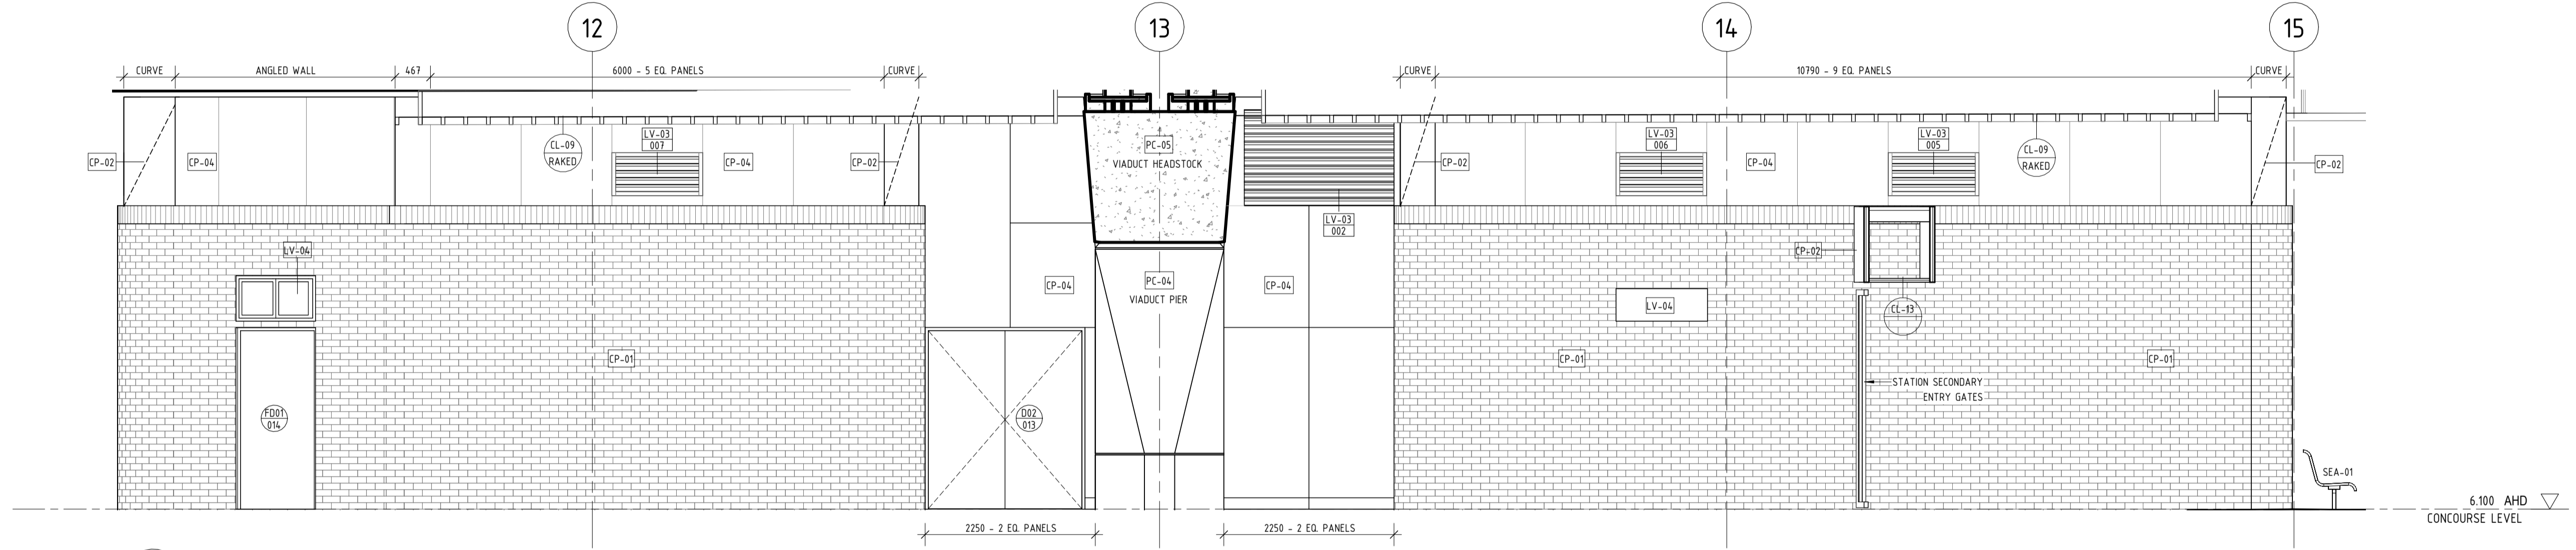 12
13
14
15
CURVE
ANGLED WALL
467
6000 - 5 EQ. PANELS
CURVE
CURVE
10790 - 9 EQ. PANELS
CURVE
CP-02
CP-04
CL-09
RAKED
LV-03
007
CP-04
CP-02
PC-05
VIADUCT HEADSTOCK
CP-02
LV-03
006
CP-04
LV-03
005
CL-09
RAKED
CP-02
LV-03
002
LV-04
CP-04
PC-04
VIADUCT PIER
CP-04
CP-02
LV-04
CL-13
CP-01
CP-01
CP-01
STATION SECONDARY
ENTRY GATES
FD01
014
D02
013
SEA-01
6.100 AHD
CONCOURSE LEVEL
2250 - 2 EQ. PANELS
2250 - 2 EQ. PANELS